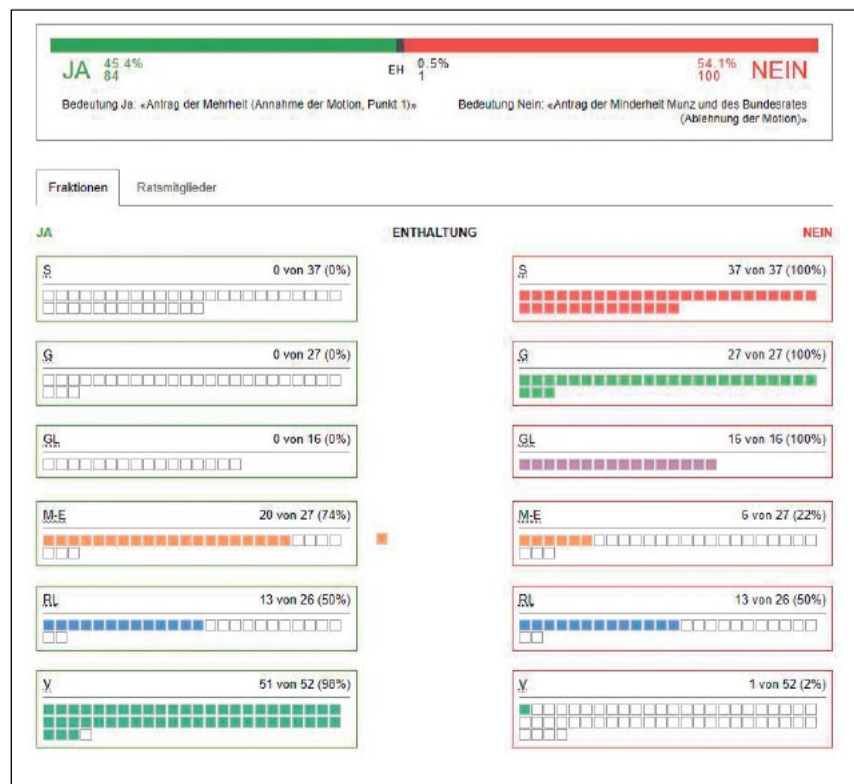 JA 45.4% 84
EH 0.5% 1
54.1% 100 NEIN
Bedeutung Ja: «Antrag der Mehrheit (Annahme der Motion, Punkt 1)»
Bedeutung Nein: «Antrag der Minderheit Munz und des Bundesrates
(Ablehnung der Motion)»
Fraktionen Ratsmitglieder
JA ENTHALTUNG NEIN
S 0 von 37 (0%)
S 37 von 37 (100%)
G 0 von 27 (0%)
G 27 von 27 (100%)
GL 0 von 16 (0%)
GL 16 von 16 (100%)
M-E 20 von 27 (74%)
M-E 6 von 27 (22%)
RL 13 von 26 (50%)
RL 13 von 26 (50%)
V 51 von 52 (98%)
V 1 von 52 (2%)